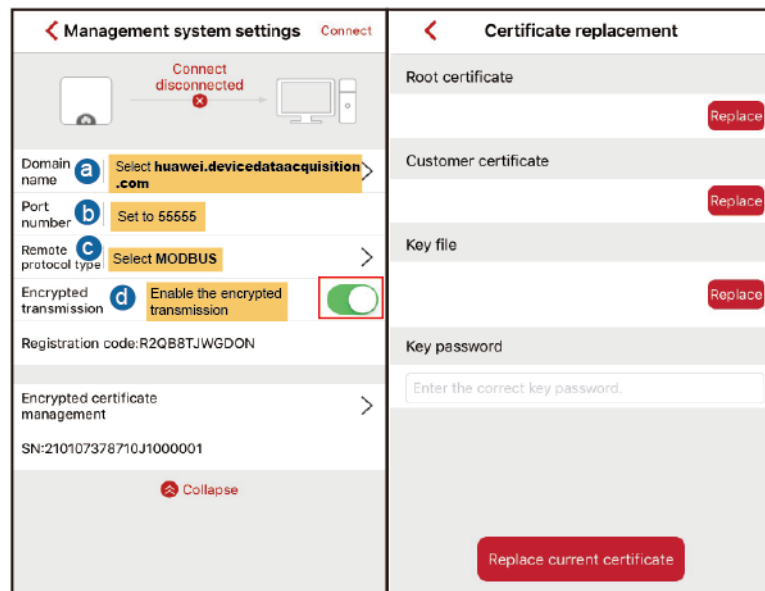 Management system settings Connect
Connect
disconnected
Domain
name
a
Select huawei.devicedataacquisition
.com
Port
number
b
Set to 55555
Remote
protocol type
c
Select MODBUS
Encrypted
transmission
d
Enable the encrypted
transmission
Registration code:R2QB8TJWGDON
Encrypted certificate
management
SN:210107378710J1000001
Collapse
Certificate replacement
Root certificate
Replace
Customer certificate
Replace
Key file
Replace
Key password
Enter the correct key password.
Replace current certificate